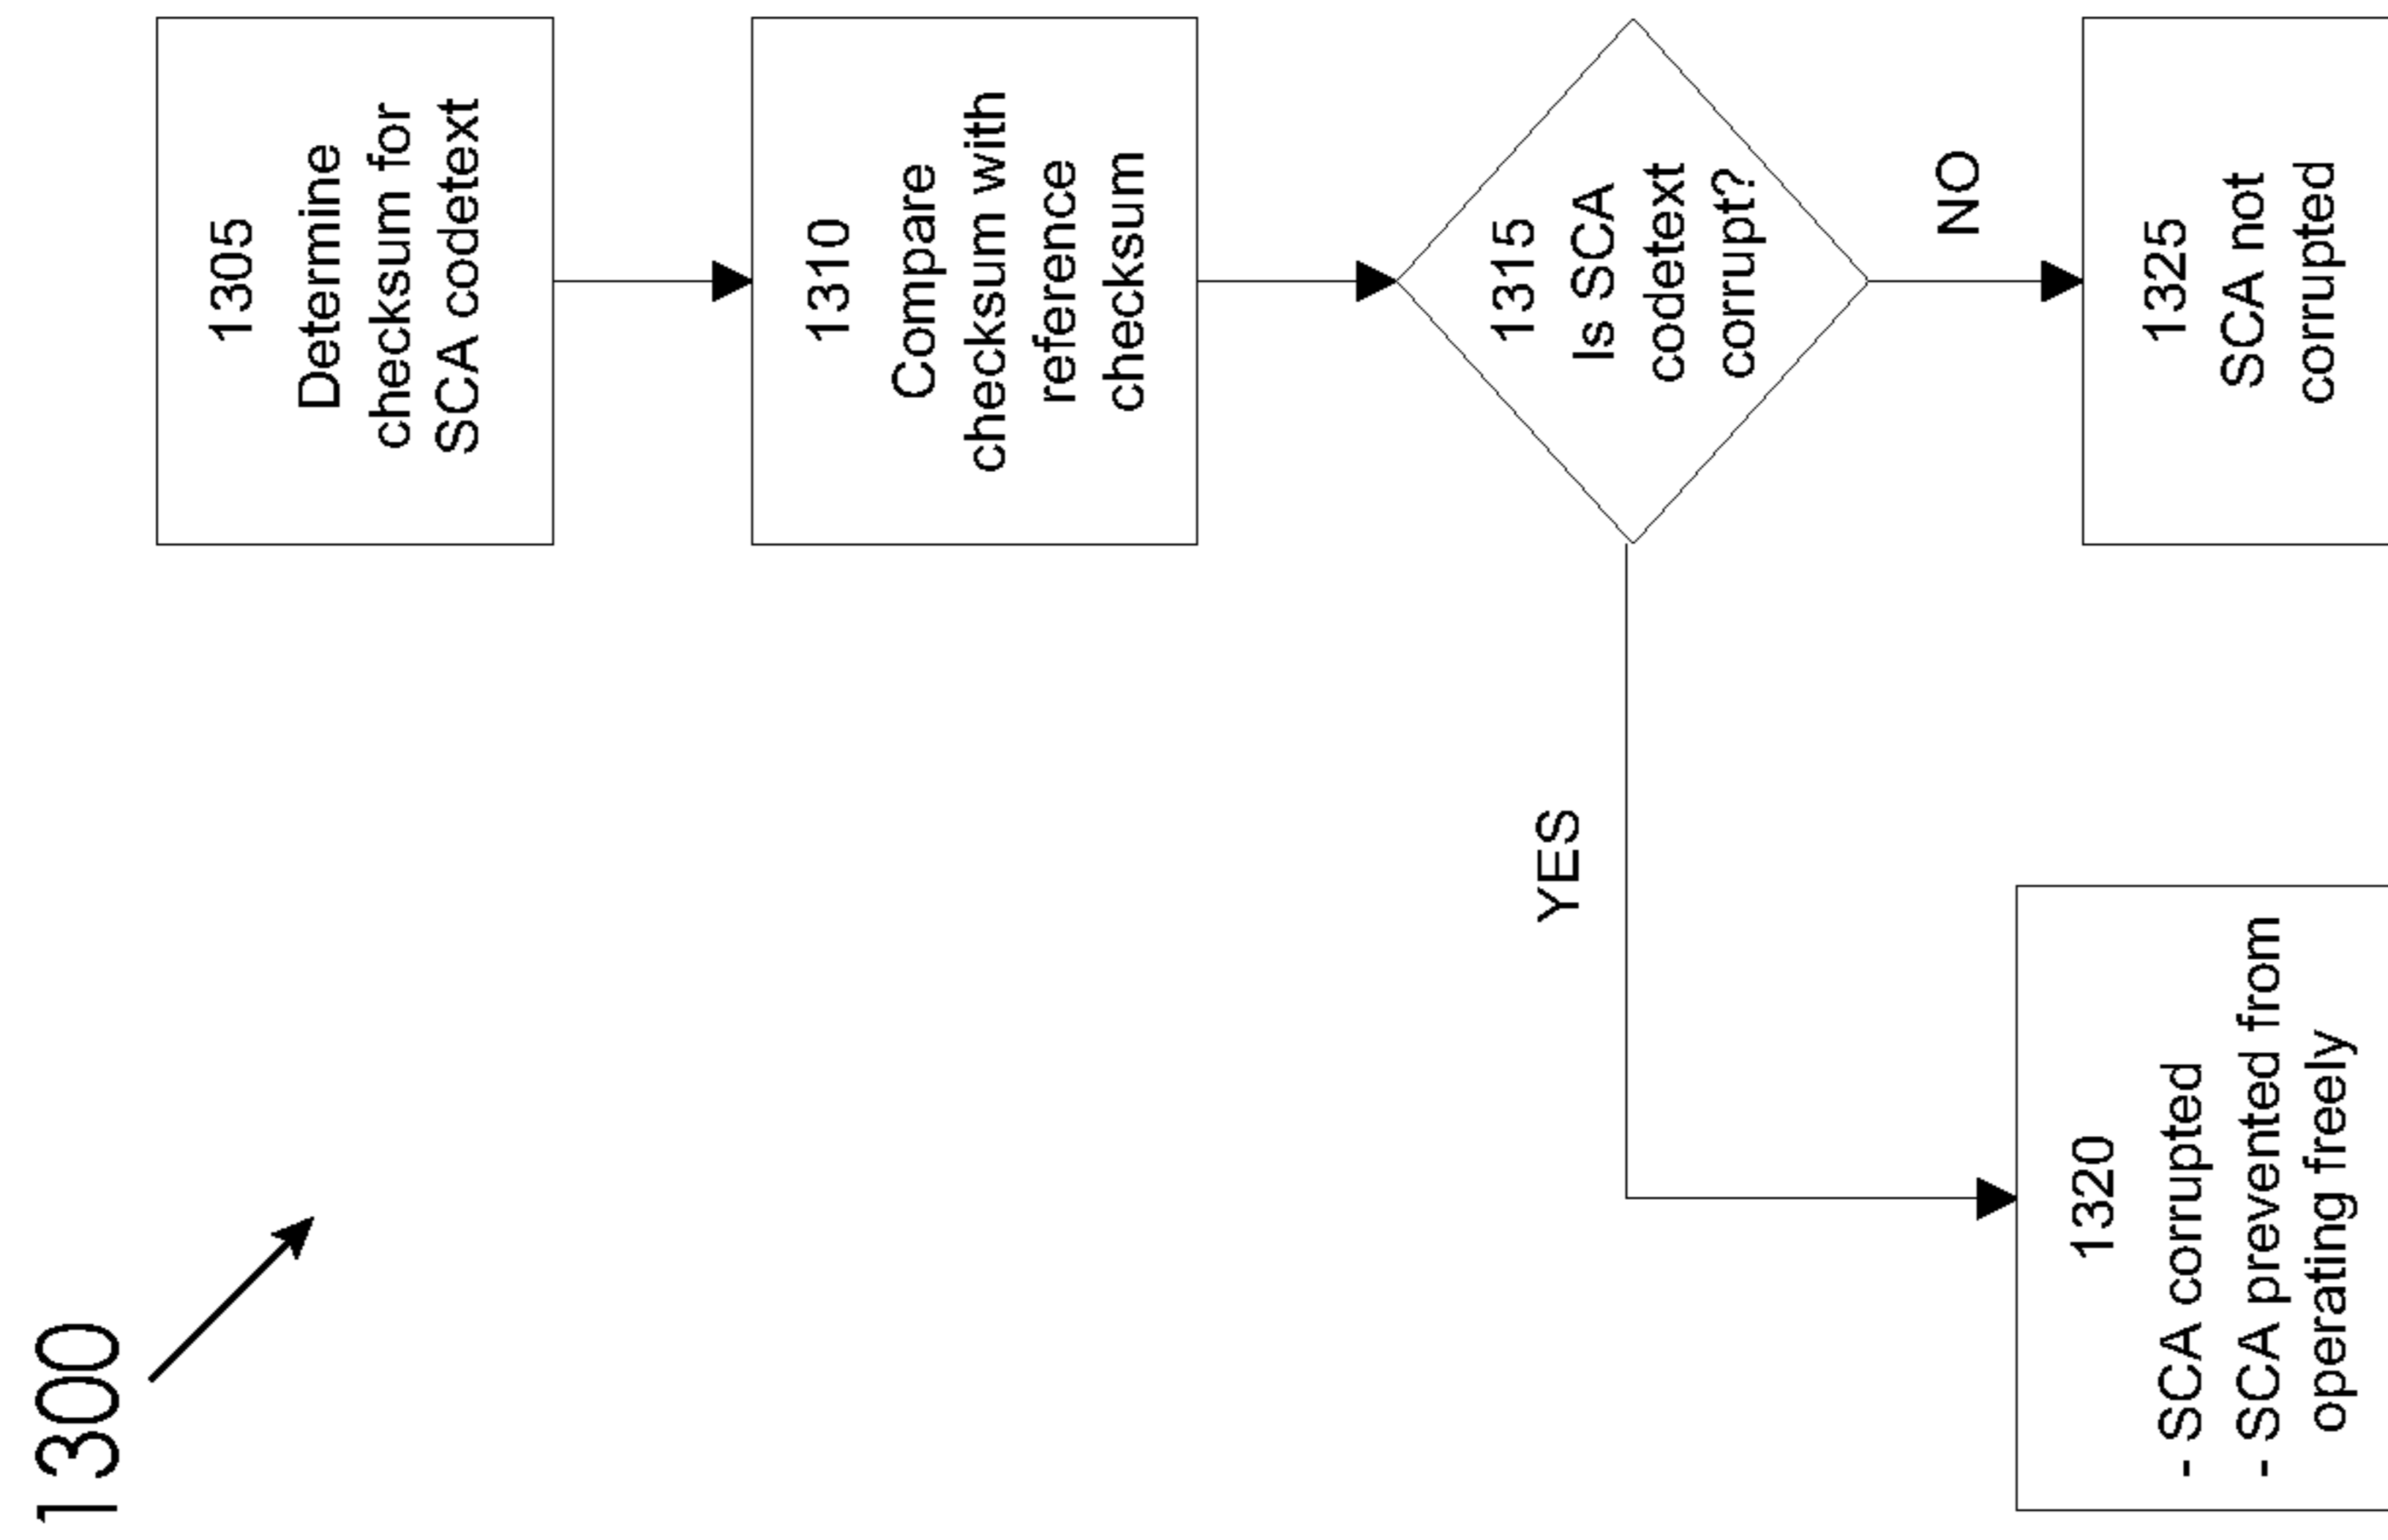 1300
1305
Determine
checksum for
SCA codetext
1310
Compare
checksum with
reference
checksum
1315
Is SCA
codetext
corrupt?
YES
NO
1320
- SCA corrupted
- SCA prevented from
operating freely
1325
SCA not
corrupted